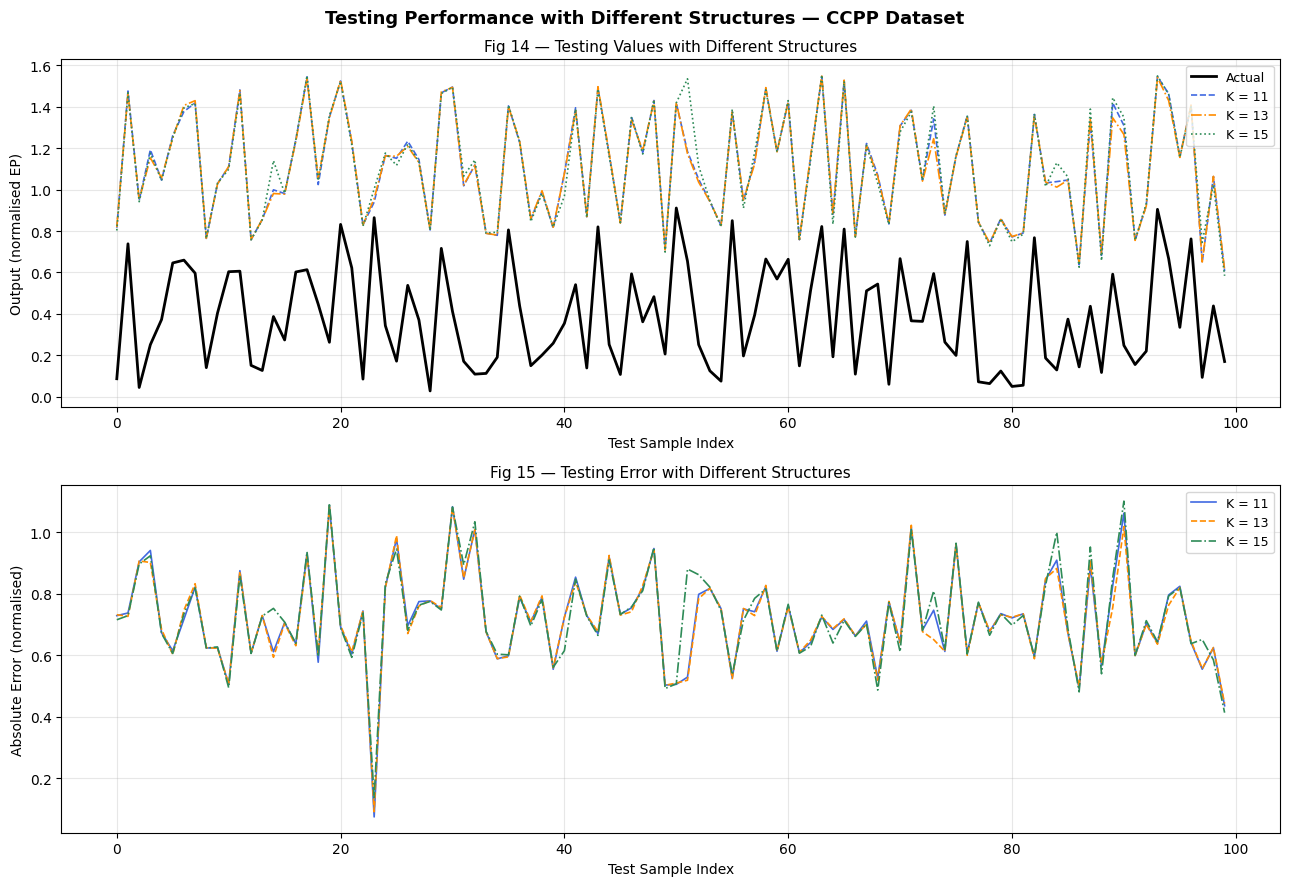 Testing Performance with Different Structures — CCPP Dataset
Fig 14 — Testing Values with Different Structures
Output (normalised EP)
1.6
1.4
1.2
1.0
0.8
0.6
0.4
0.2
0.0
Actual
K = 11
K = 13
K = 15
0 20 40 60 80 100
Test Sample Index
Fig 15 — Testing Error with Different Structures
Absolute Error (normalised)
1.0
0.8
0.6
0.4
0.2
K = 11
K = 13
K = 15
0 20 40 60 80 100
Test Sample Index